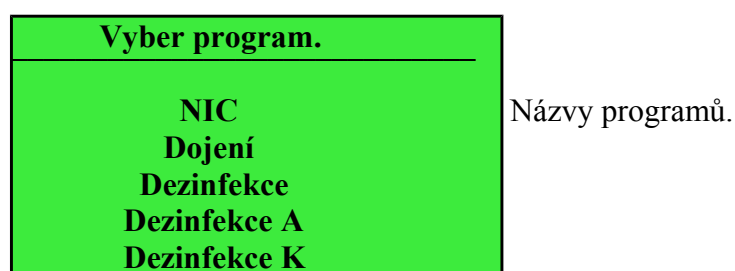 Vyber program.
NIC
Názvy programů.
Dojení
Dezinfekce
Dezinfekce A
Dezinfekce K